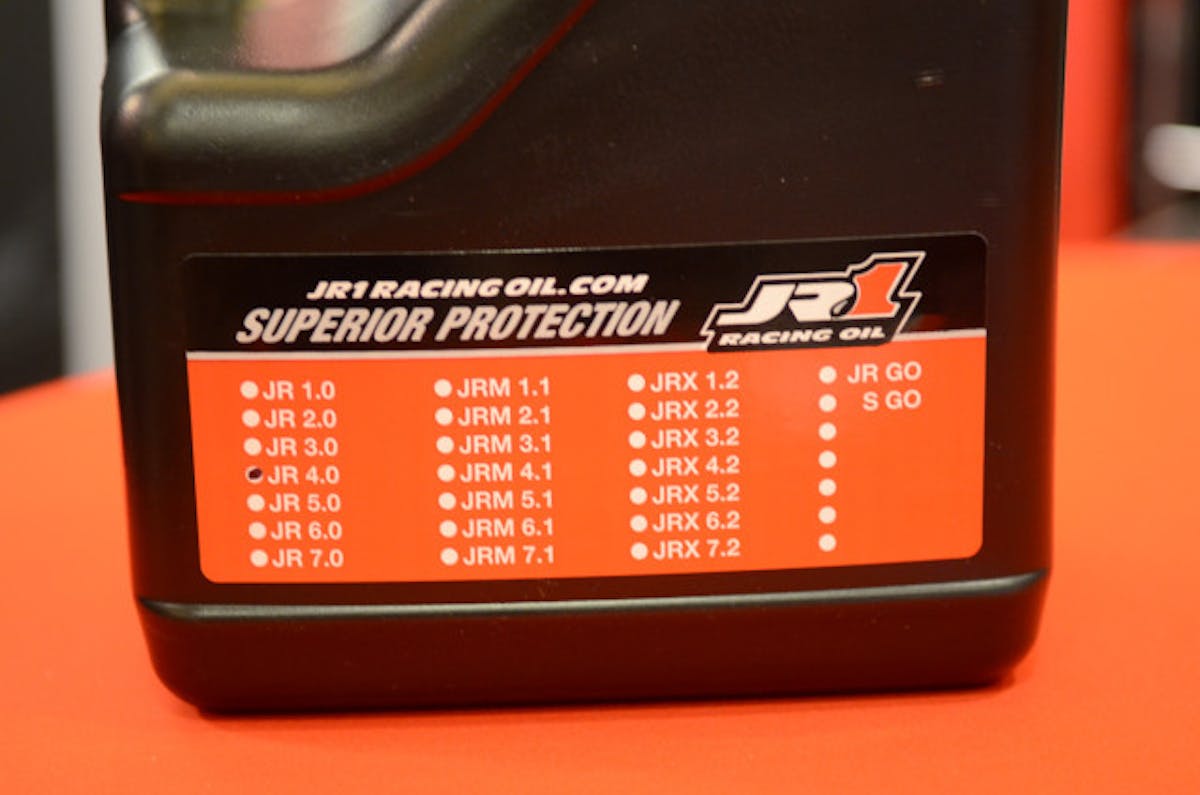 JR1RACINGOIL.COM
SUPERIOR PROTECTION
JR1
RACING OIL
JR 1.0
JR 2.0
JR 3.0
JR 4.0
JR 5.0
JR 6.0
JR 7.0
JRM 1.1
JRM 2.1
JRM 3.1
JRM 4.1
JRM 5.1
JRM 6.1
JRM 7.1
JRX 1.2
JRX 2.2
JRX 3.2
JRX 4.2
JRX 5.2
JRX 6.2
JRX 7.2
JR GO
S GO